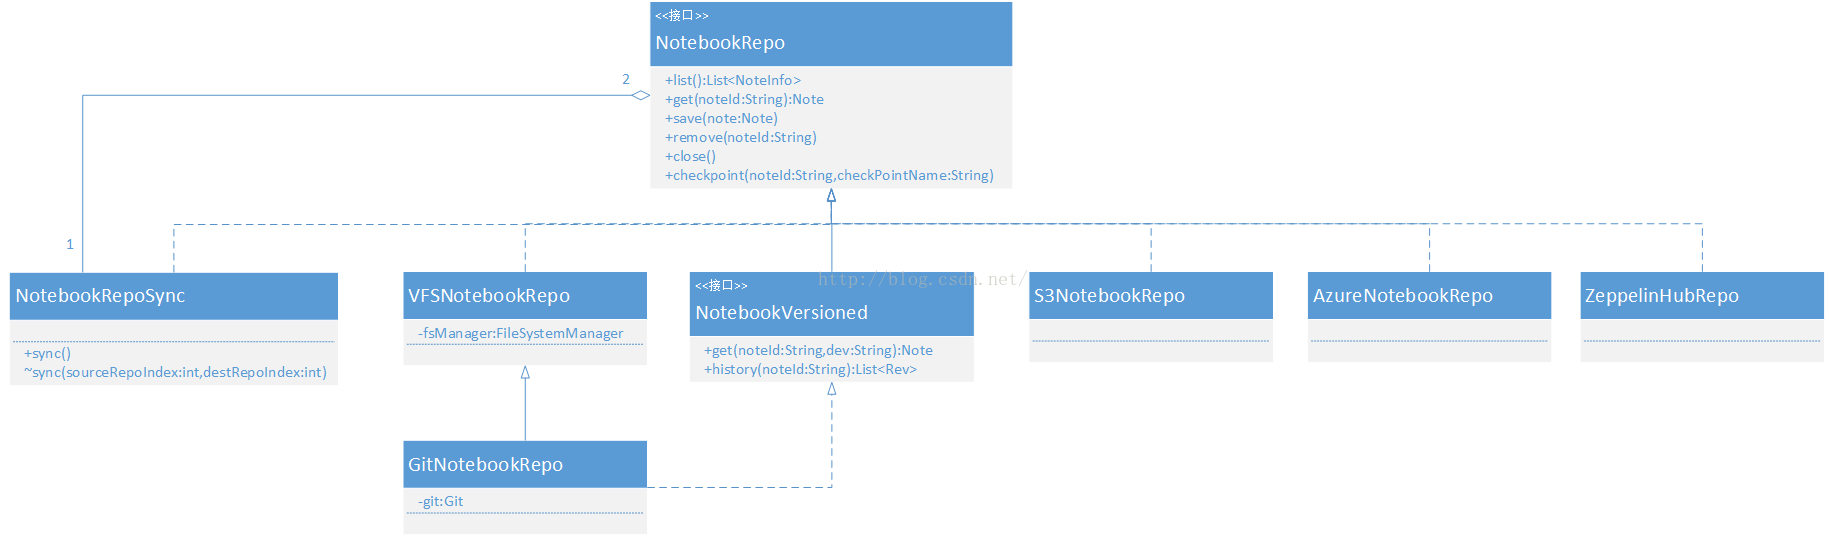 <<接口>>
NotebookRepo
+list():List<NoteInfo>
+get(noteId:String):Note
+save(note:Note)
+remove(noteId:String)
+close()
+checkpoint(noteId:String,checkPointName:String)
2
1
NotebookRepoSync
+sync()
~sync(sourceRepoIndex:int,destRepoIndex:int)
VFSNotebookRepo
-fsManager:FileSystemManager
<<接口>>
NotebookVersioned
+get(noteId:String,dev:String):Note
+history(noteId:String):List<Rev>
http://blog.csdn.net/
S3NotebookRepo
AzureNotebookRepo
ZeppelinHubRepo
GitNotebookRepo
-git:Git